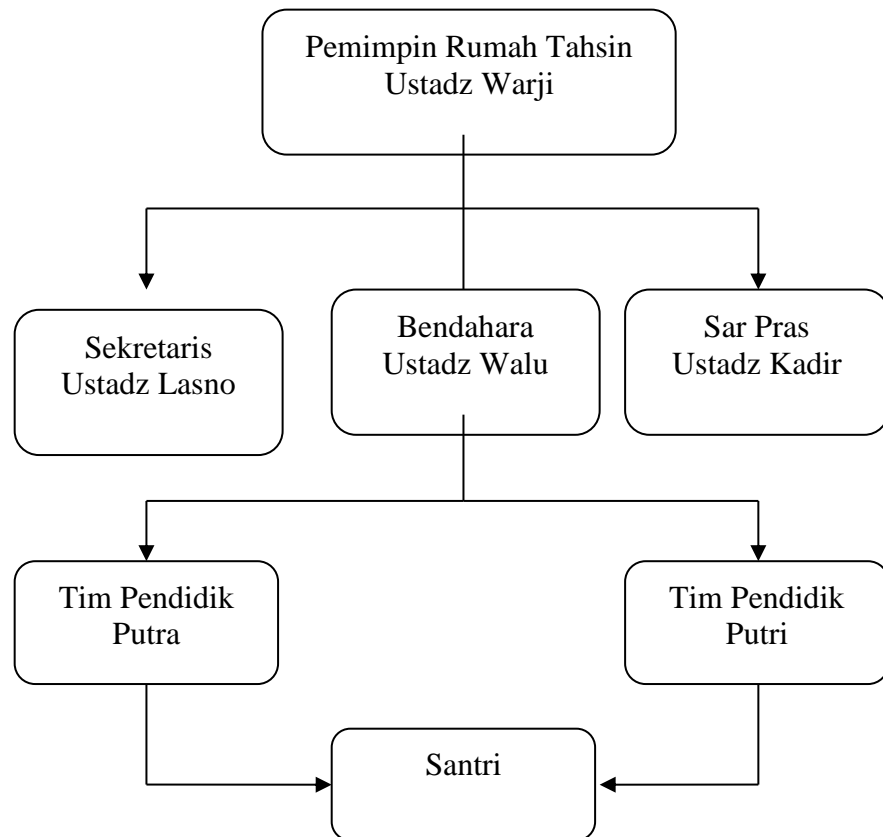 Pemimpin Rumah Tahsin
Ustadz Warji
Sekretaris
Ustadz Lasno
Bendahara
Ustadz Walu
Sar Pras
Ustadz Kadir
Tim Pendidik
Putra
Tim Pendidik
Putri
Santri